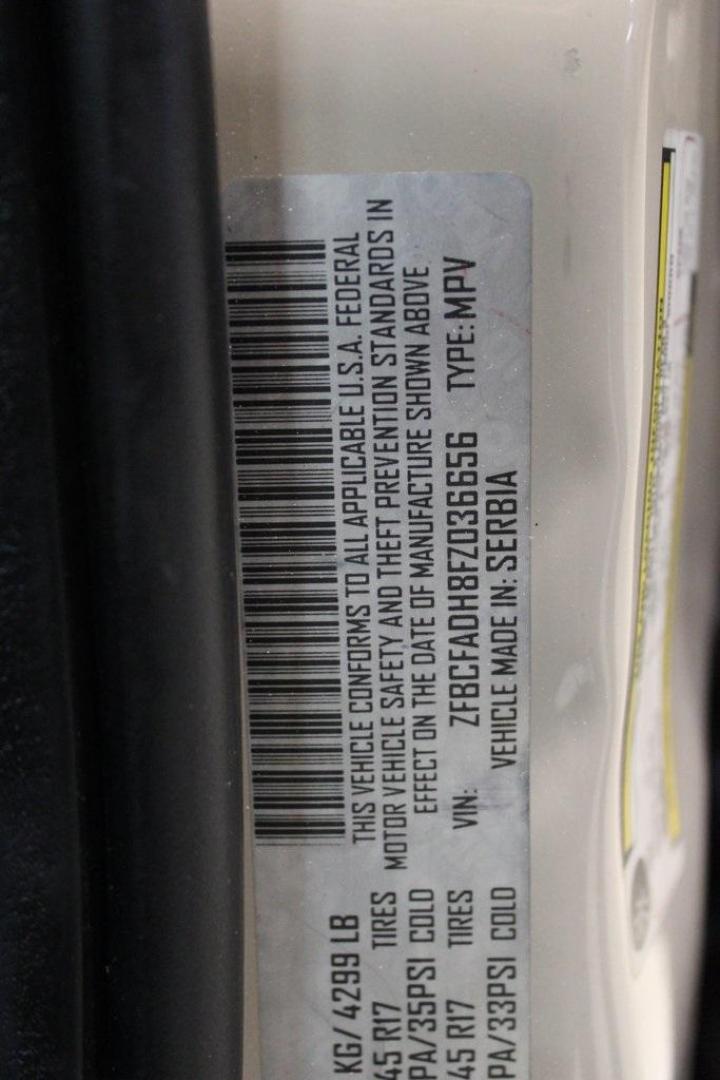 THIS VEHICLE CONFORMS TO ALL APPLICABLE U.S.A. FEDERAL
MOTOR VEHICLE SAFETY AND THEFT PREVENTION STANDARDS IN
EFFECT ON THE DATE OF MANUFACTURE SHOWN ABOVE
VIN: ZFBCFADH8FZ036656 TYPE: MPV
VEHICLE MADE IN: SERBIA
KG/ 4299 LB
45 R17 TIRES
PA/35PSI COLD
45 R17 TIRES
PA/33PSI COLD